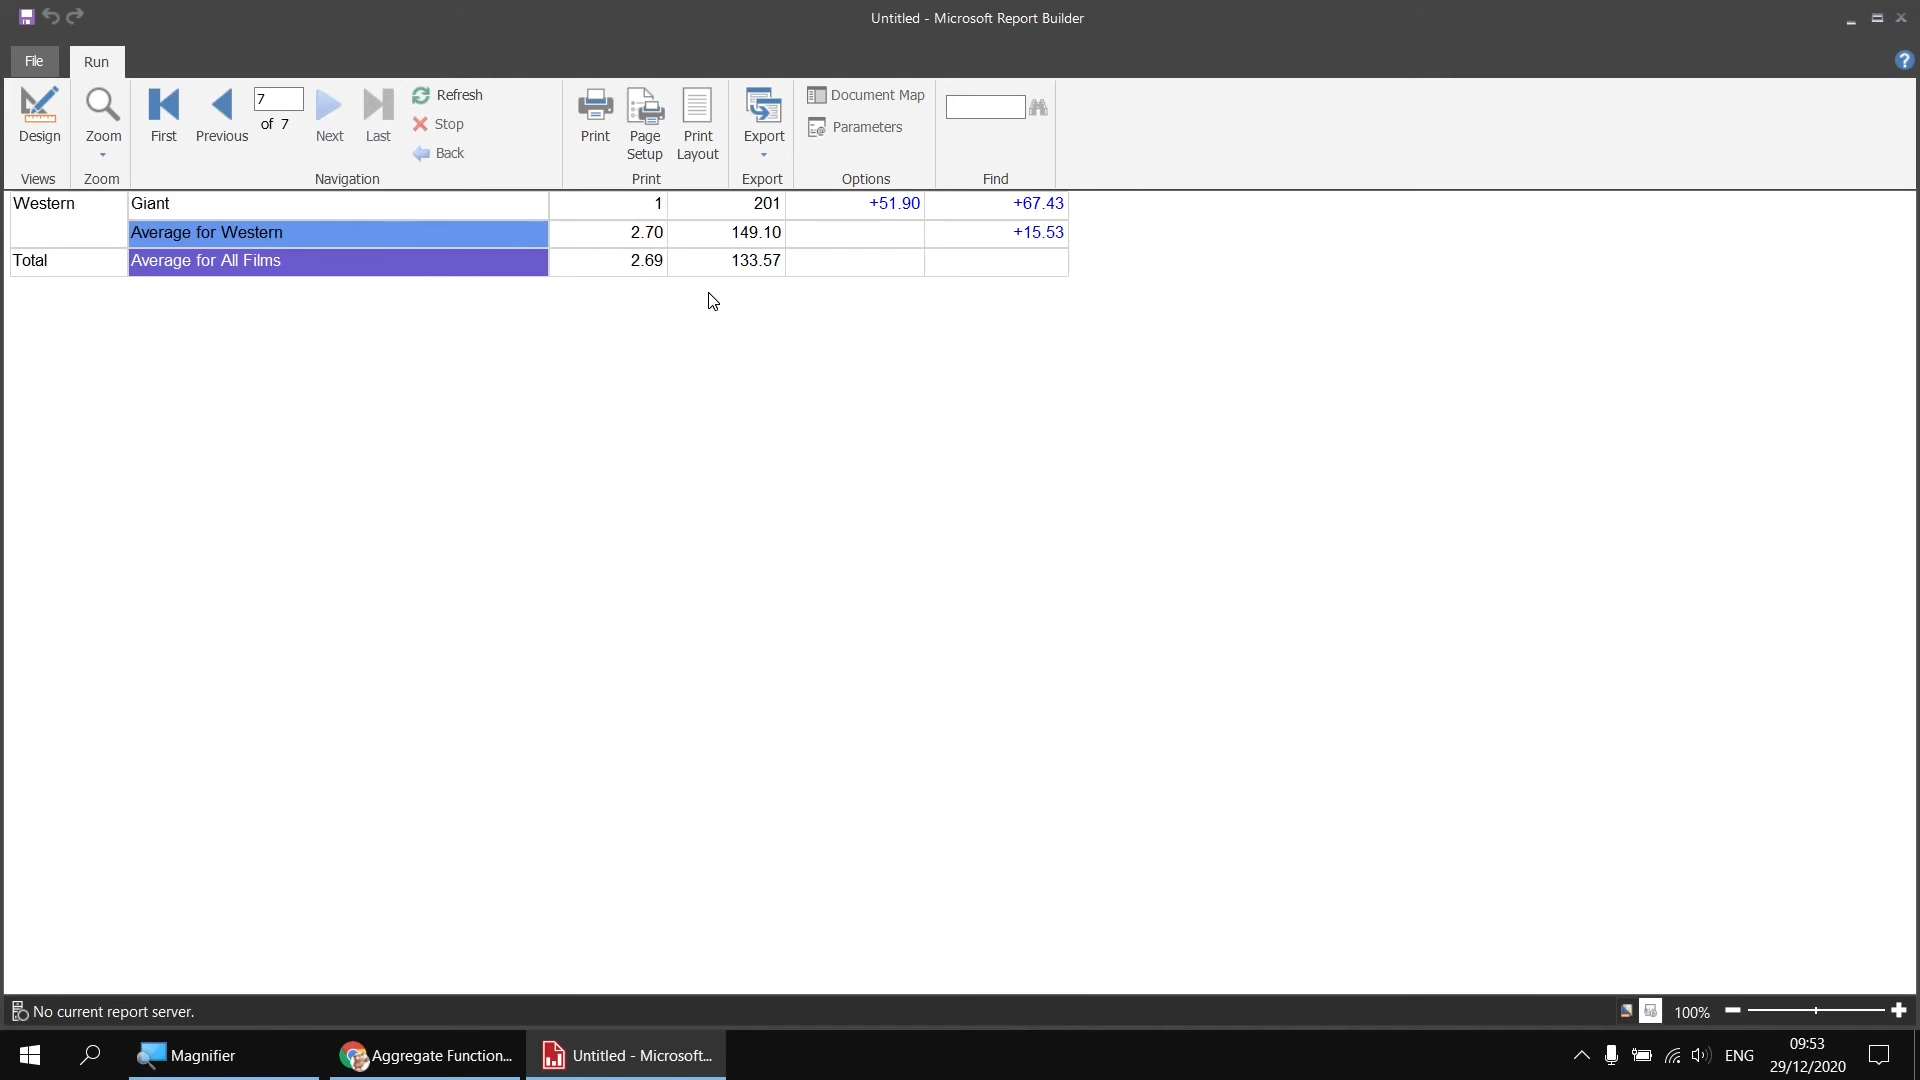 Untitled - Microsoft Report Builder
File Run
Design
Zoom
First
Previous
7
of 7
Next
Last
Refresh
Stop
Back
Print
Page Setup
Print Layout
Export
Document Map
Parameters
Views Zoom Navigation Print Export Options Find
Western Giant 1 201 +51.90 +67.43
Average for Western 2.70 149.10 +15.53
Total Average for All Films 2.69 133.57
No current report server. 100%
Magnifier Aggregate Function... Untitled - Microsoft... ENG 09:53
29/12/2020